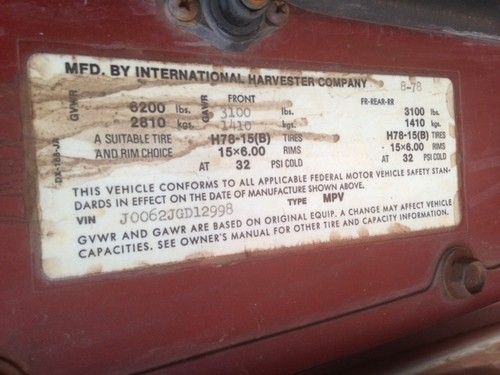 MFD. BY INTERNATIONAL HARVESTER COMPANY 8-78
GVWR GAWR FRONT FR-REAR-RR
6200 lbs. 3100 lbs. 3100 lbs.
2810 kgs. 1410 kgs. 1410 kgs.
A SUITABLE TIRE H78-15(B) TIRES H78-15(B) TIRES
AND RIM CHOICE 15x6.00 RIMS 15x6.00 RIMS
AT 32 PSI COLD AT 32 PSI COLD
THIS VEHICLE CONFORMS TO ALL APPLICABLE FEDERAL MOTOR VEHICLE SAFETY STAN-
DARDS IN EFFECT ON THE DATE OF MANUFACTURE SHOWN ABOVE.
VIN J0062JGD12998 TYPE MPV
GVWR AND GAWR ARE BASED ON ORIGINAL EQUIP. A CHANGE MAY AFFECT VEHICLE
CAPACITIES. SEE OWNER'S MANUAL FOR OTHER TIRE AND CAPACITY INFORMATION.